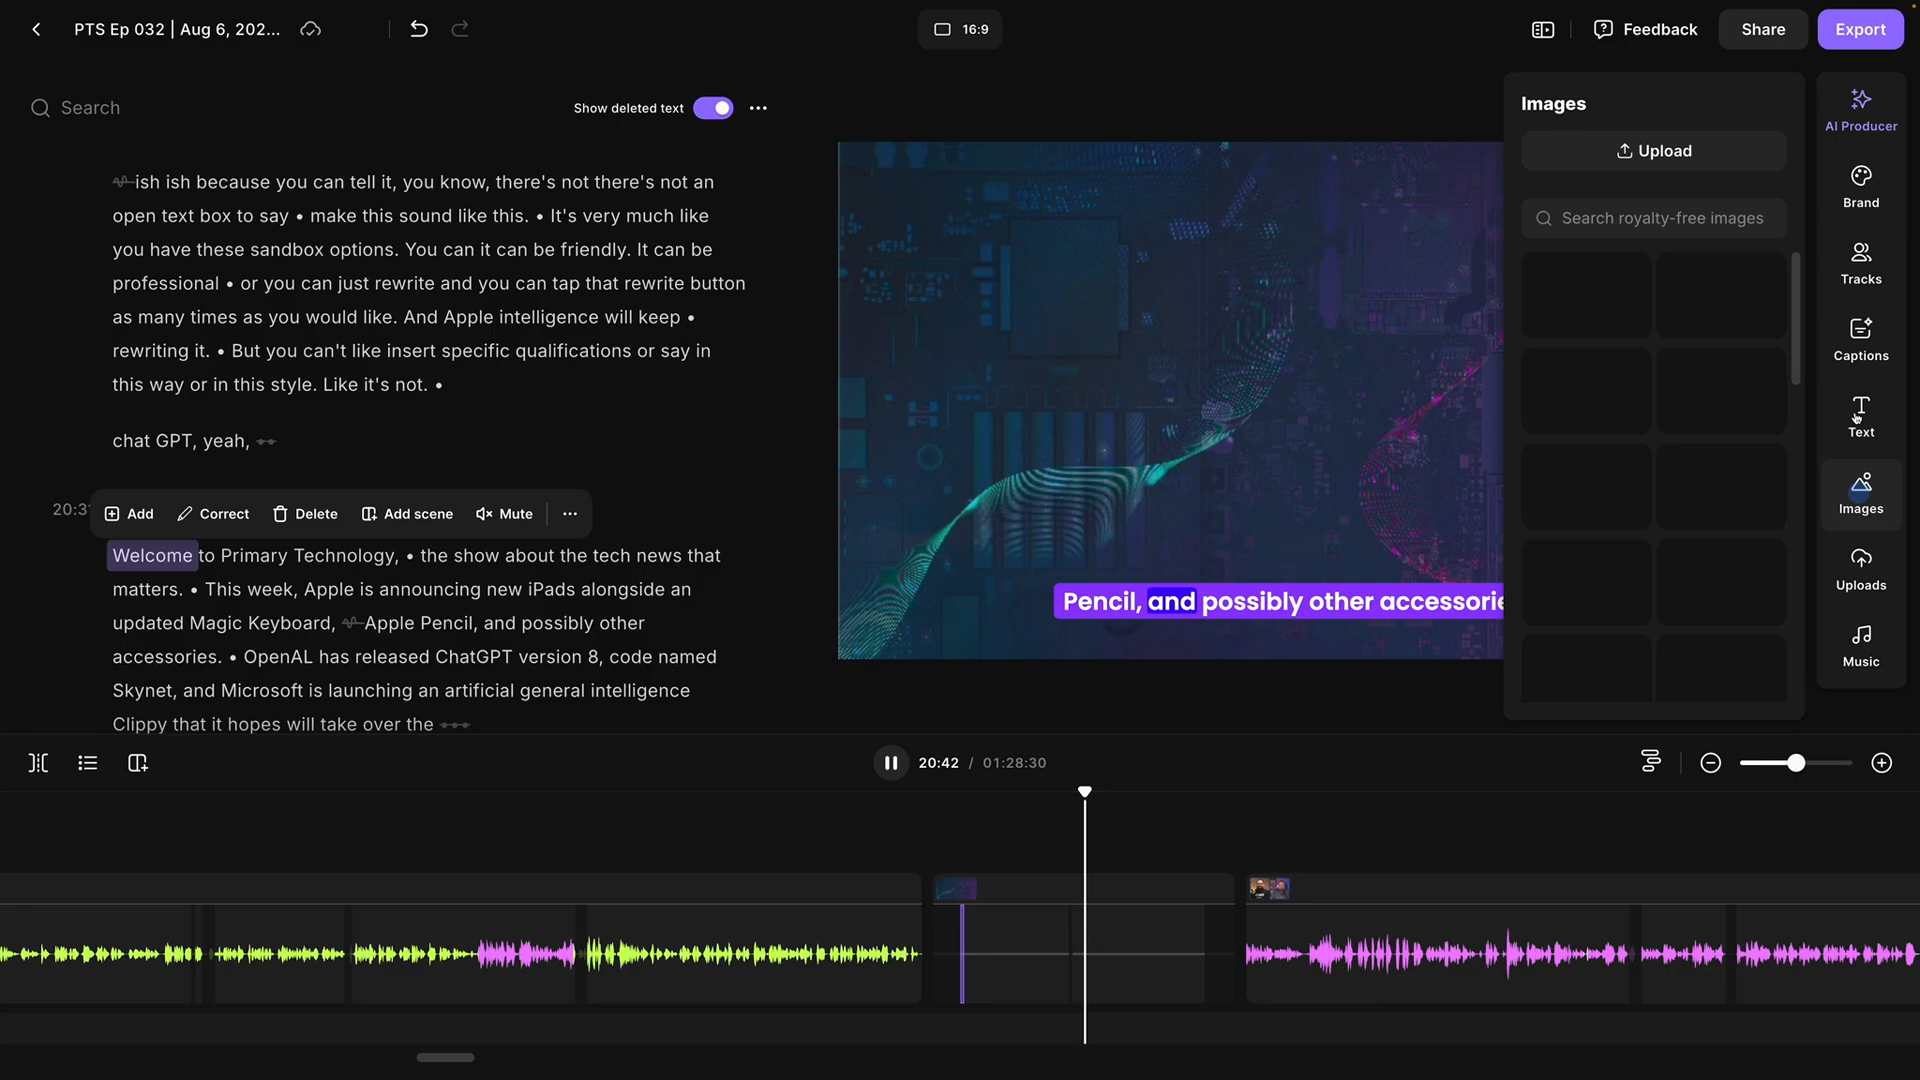 PTS Ep 032 | Aug 6, 202...
16:9
Feedback
Share
Export
Search
Show deleted text
ish ish because you can tell it, you know, there's not there's not an
open text box to say • make this sound like this. • It's very much like
you have these sandbox options. You can it can be friendly. It can be
professional • or you can just rewrite and you can tap that rewrite button
as many times as you would like. And Apple intelligence will keep •
rewriting it. • But you can't like insert specific qualifications or say in
this way or in this style. Like it's not. •
chat GPT, yeah,
Add
Correct
Delete
Add scene
Mute
Welcome to Primary Technology, • the show about the tech news that
matters. • This week, Apple is announcing new iPads alongside an
updated Magic Keyboard, Apple Pencil, and possibly other
accessories. • OpenAL has released ChatGPT version 8, code named
Skynet, and Microsoft is launching an artificial general intelligence
Clippy that it hopes will take over the
Pencil, and possibly other accessorie
Images
Upload
Search royalty-free images
AI Producer
Brand
Tracks
Captions
Text
Images
Uploads
Music
20:42 / 01:28:30